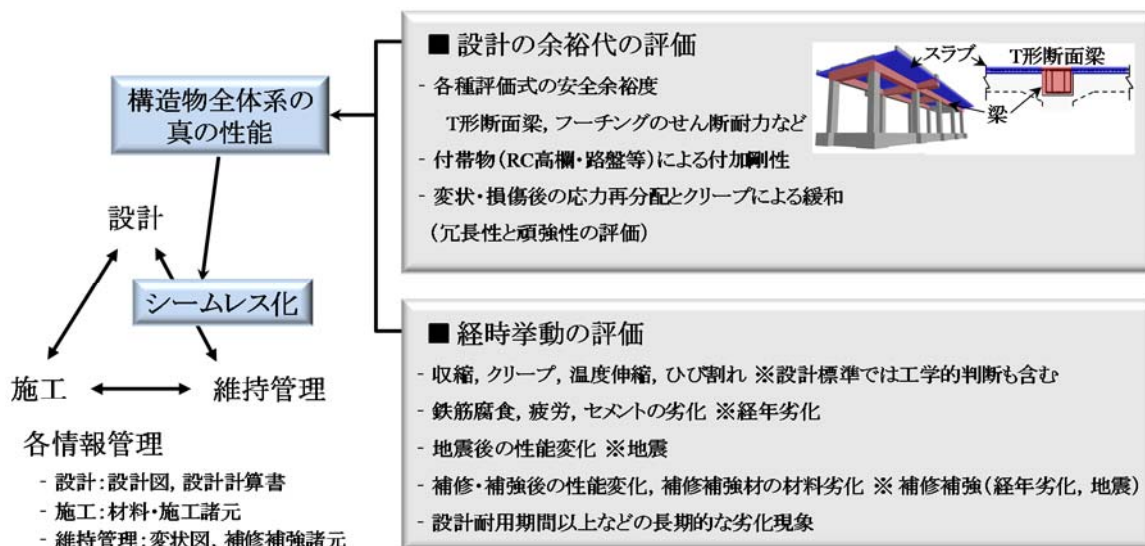 構造物全体系の
真の性能
設計
シームレス化
施工
維持管理
各情報管理
- 設計:設計図, 設計計算書
- 施工:材料・施工諸元
- 維持管理:変状図, 補修補強諸元
■ 設計の余裕代の評価
- 各種評価式の安全余裕度
T形断面梁, フーチングのせん断耐力など
- 付帯物(RC高欄・路盤等)による付加剛性
- 変状・損傷後の応力再分配とクリープによる緩和
(冗長性と頑強性の評価)
スラブ
T形断面梁
梁
■ 経時挙動の評価
- 収縮, クリープ, 温度伸縮, ひび割れ ※設計標準では工学的判断も含む
- 鉄筋腐食, 疲労, セメントの劣化 ※経年劣化
- 地震後の性能変化 ※地震
- 補修・補強後の性能変化, 補修補強材の材料劣化 ※ 補修補強(経年劣化, 地震)
- 設計耐用期間以上などの長期的な劣化現象